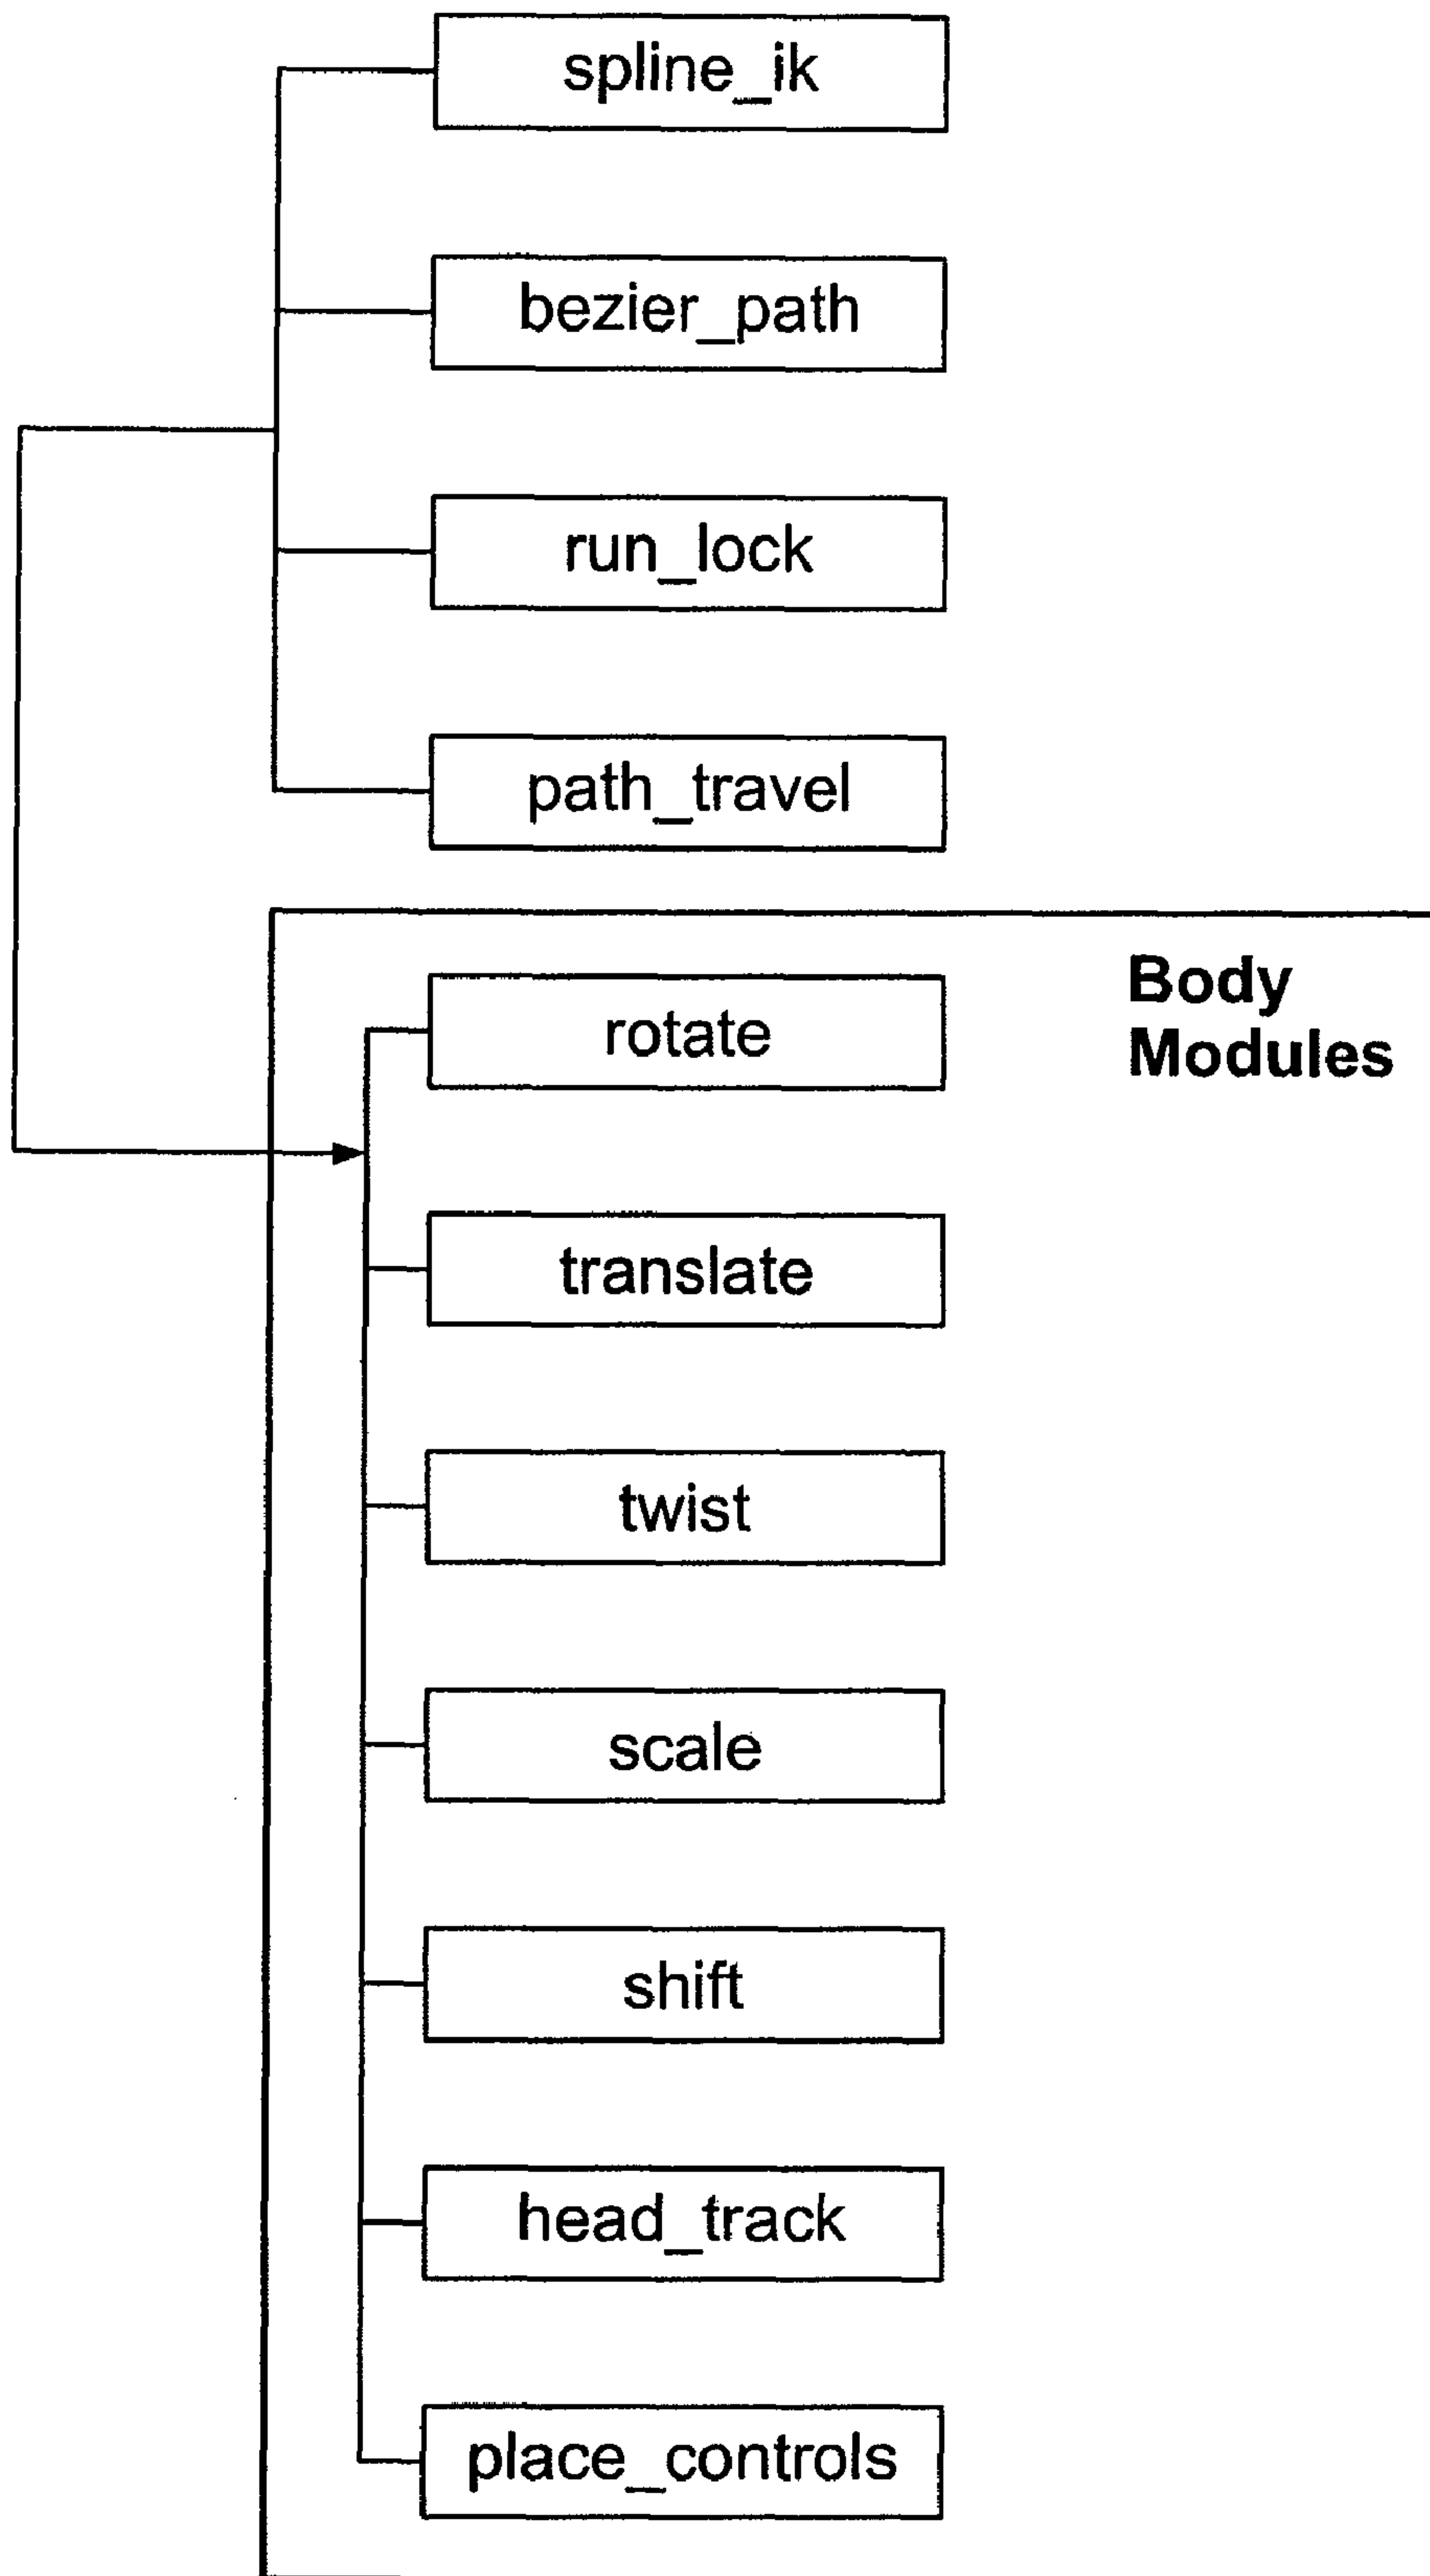 spline_ik
bezier_path
run_lock
path_travel
Body
Modules
rotate
translate
twist
scale
shift
head_track
place_controls